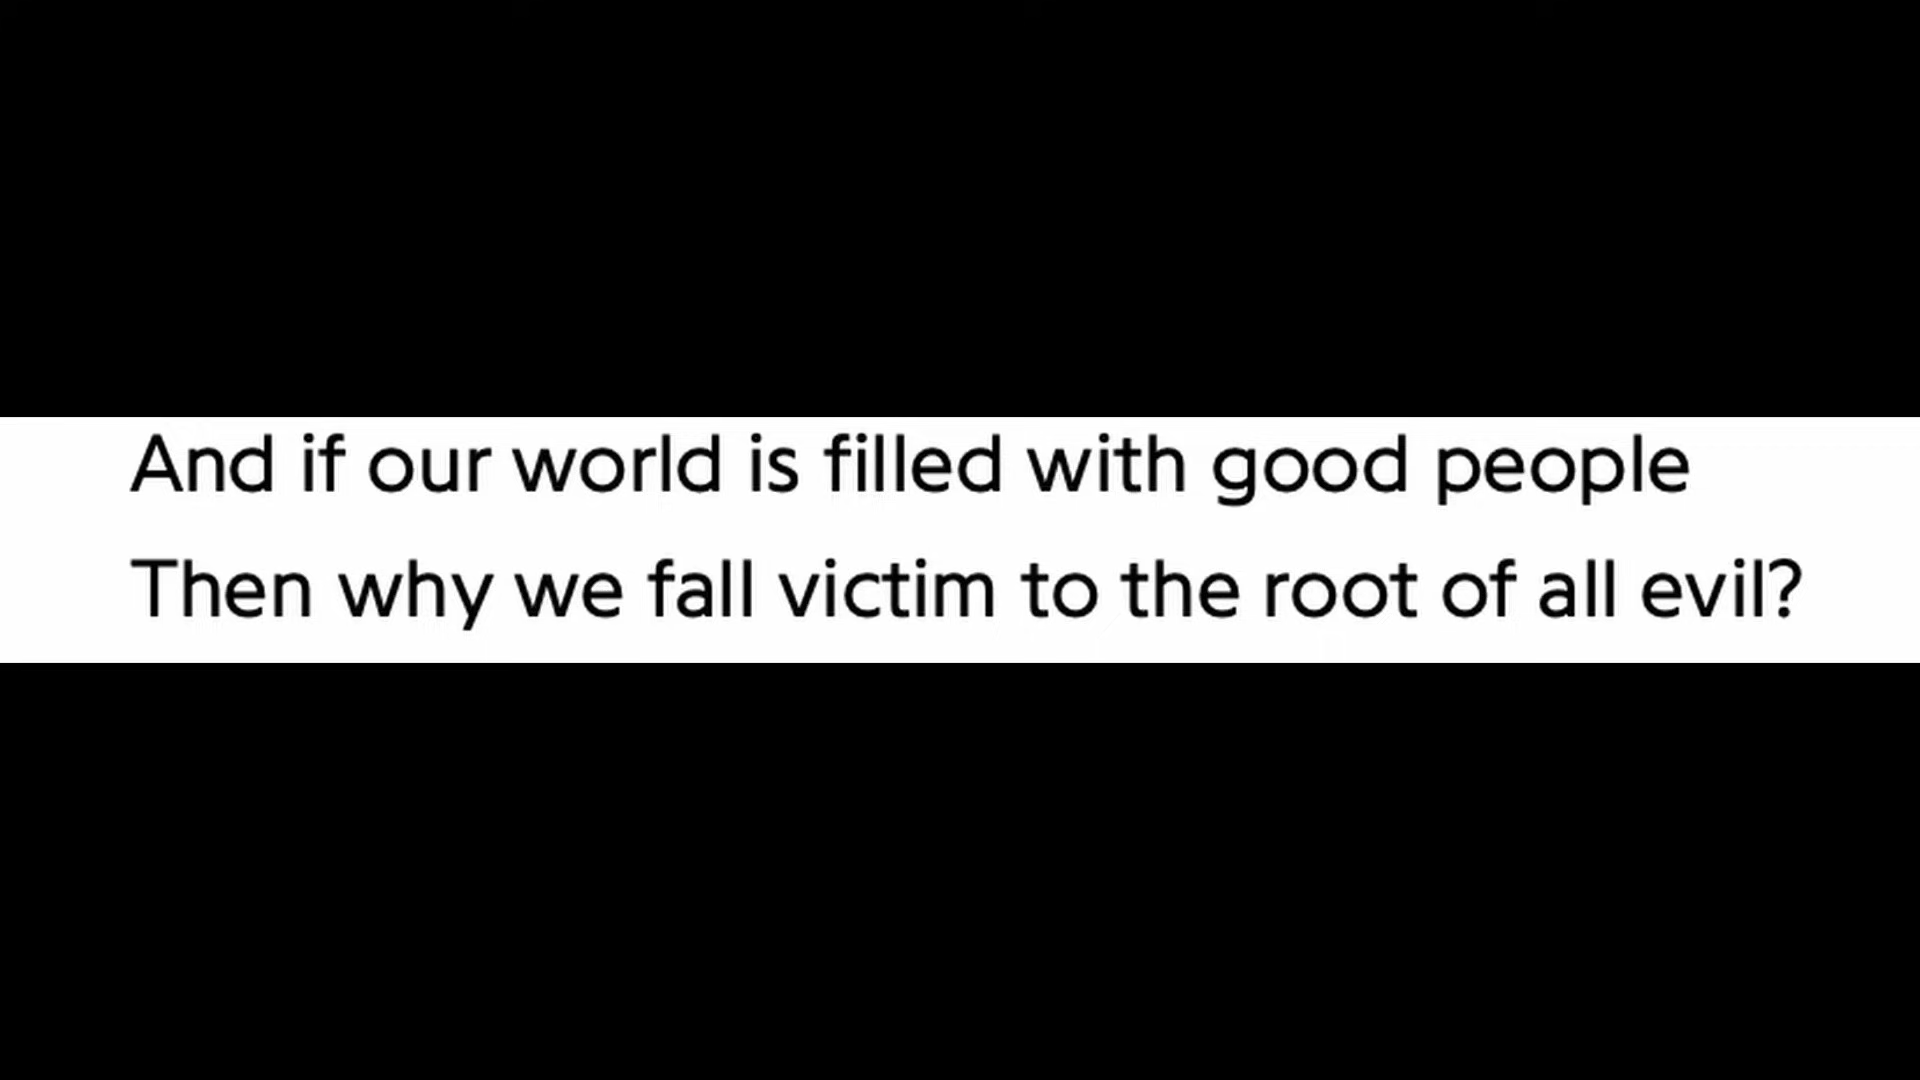 And if our world is filled with good people
Then why we fall victim to the root of all evil?